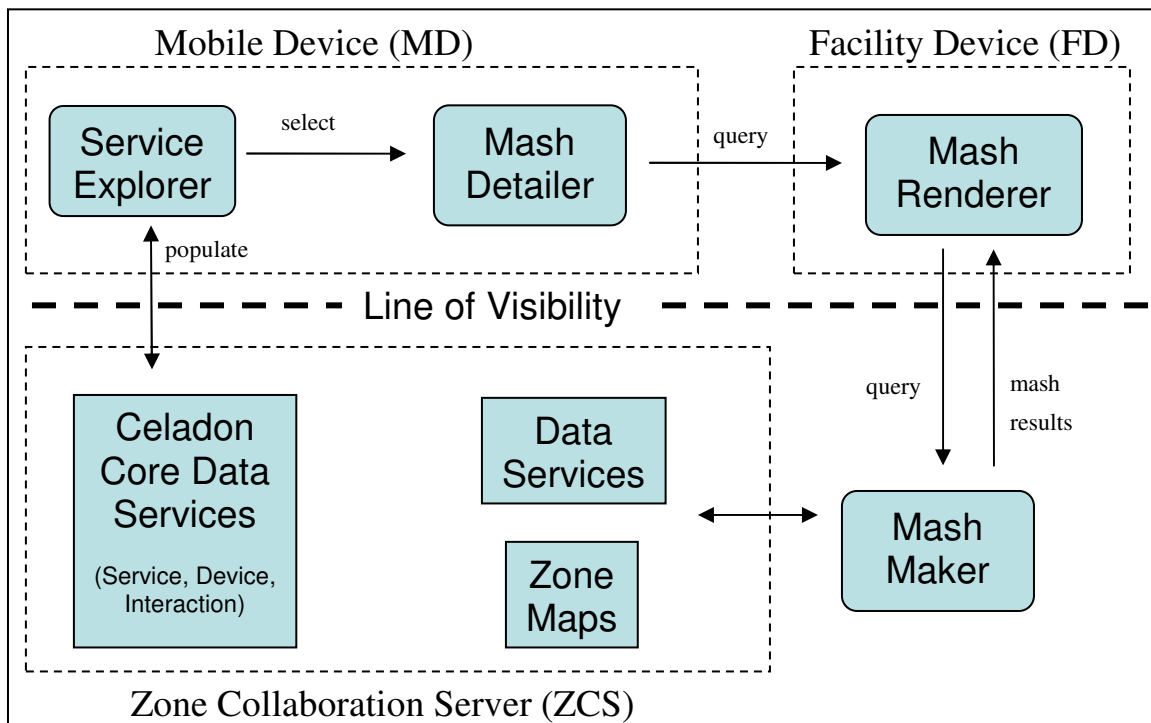 Mobile Device (MD)
Facility Device (FD)
Service
Explorer
select
Mash
Detailer
query
Mash
Renderer
populate
Line of Visibility
Celadon
Core Data
Services
(Service, Device,
Interaction)
Data
Services
Zone
Maps
query
mash
results
Mash
Maker
Zone Collaboration Server (ZCS)